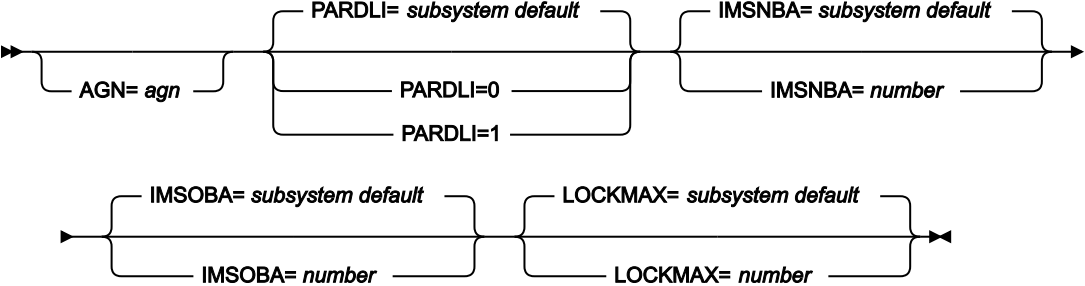 PARDLI= subsystem default
IMSNBA= subsystem default
AGN= agn
PARDLI=0
IMSNBA= number
PARDLI=1
IMSOBA= subsystem default
LOCKMAX= subsystem default
IMSOBA= number
LOCKMAX= number